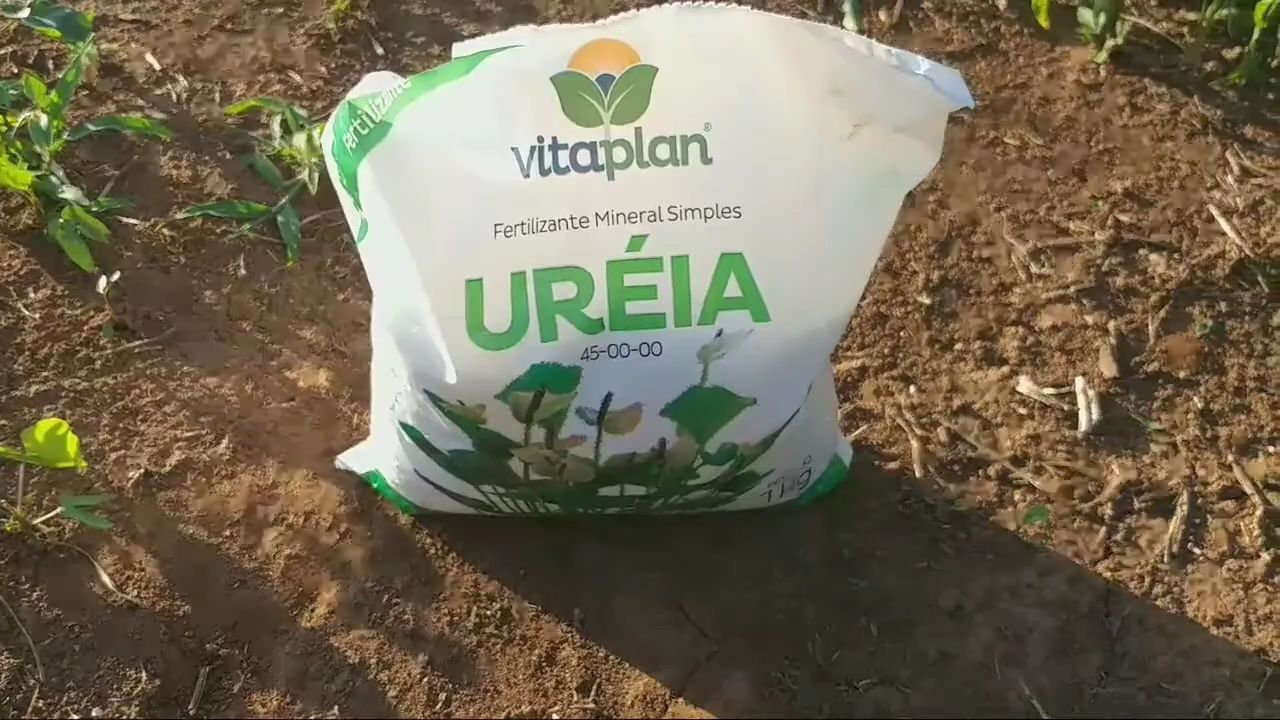 Fertilizante
vitaplan®
Fertilizante Mineral Simples
URÉIA
45-00-00